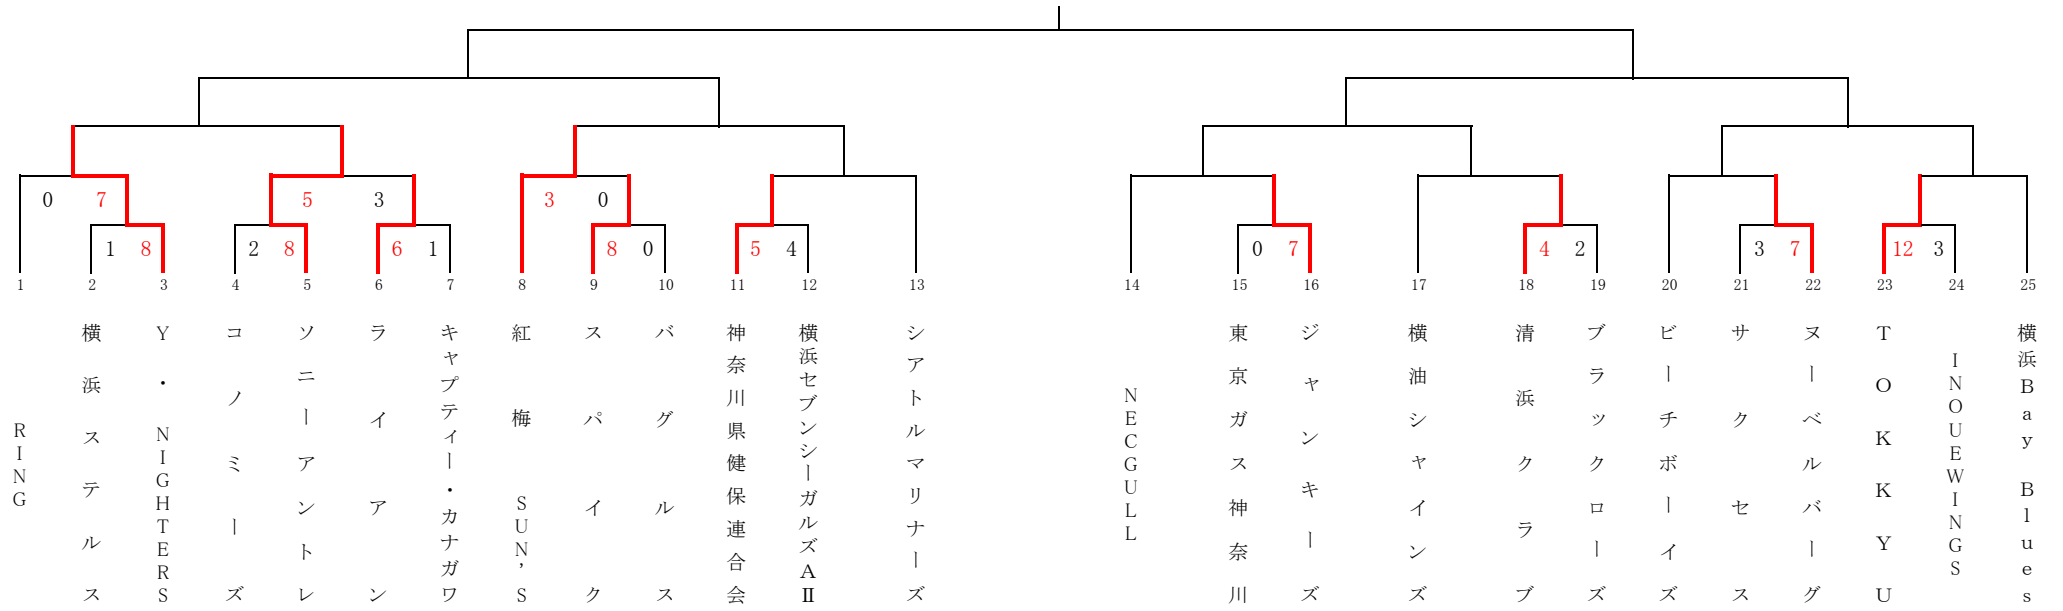 0 7 5 3 3 0
1 8 2 8 6 1 8 0 5 4 0 7 4 2 3 7 12 3
1 2 3 4 5 6 7 8 9 10 11 12 13 14 15 16 17 18 19 20 21 22 23 24 25
RING
横浜ステルス
Y・NIGHTERS
コノミーズ
ソニーアントレ
ライアン
キャプティー・カナガワ
紅梅SUN’S
スパイク
バグルス
神奈川県健保連合会
横浜セブンシーガルズAⅡ
シアトルマリナーズ
NECGULL
東京ガス神奈川
ジャンキーズ
横油シャインズ
清浜クラブ
ブラックローズ
ビーチボーイズ
サクセス
ヌーベルバーグ
TOKKYU
INOUEWINGS
横浜Bay Blues